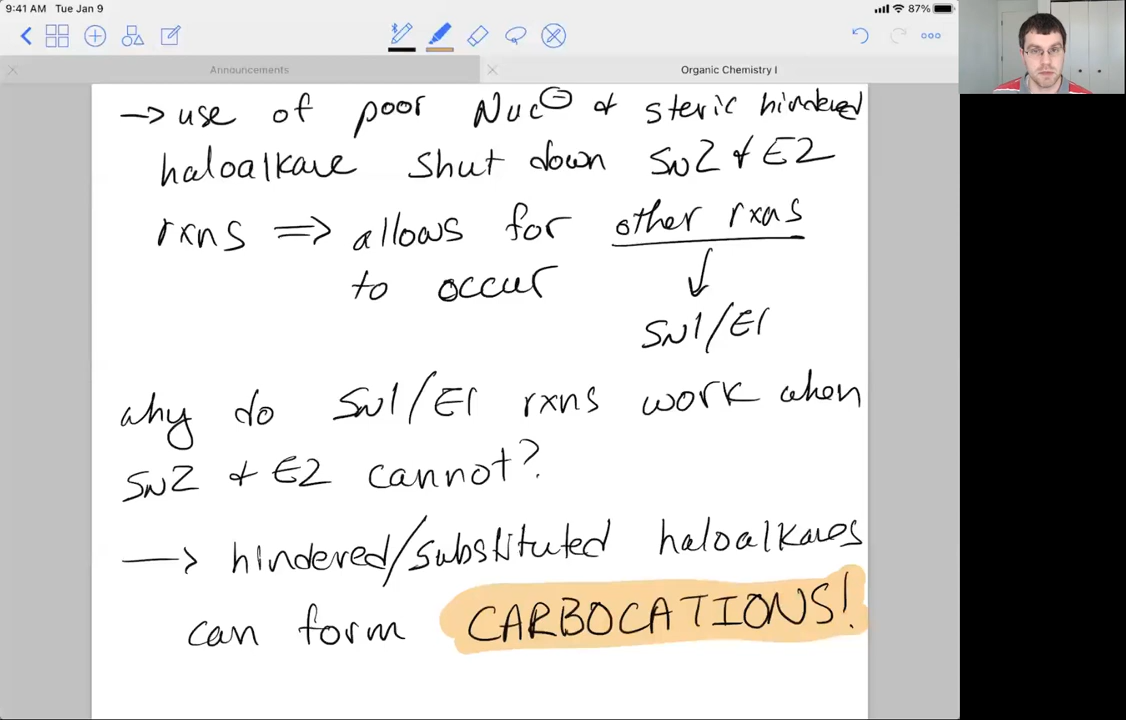 9:41 AM Tue Jan 9
87%
Announcements
Organic Chemistry I
→ use of poor Nuc⊖ & steric hindered
haloalkane shut down SN2 & E2
rxns ⇒ allows for other rxns
to occur
↓
SN1/E1
why do SN1/E1 rxns work when
SN2 & E2 cannot?
→ hindered/substituted haloalkanes
can form CARBOCATIONS!